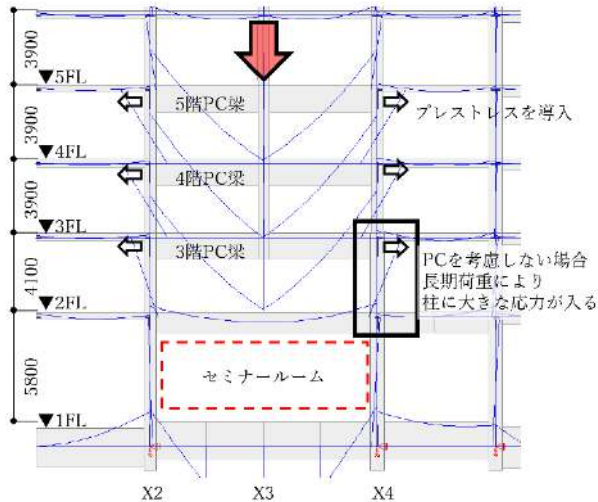 3900
▼5FL
5階PC梁
プレストレスを導入
3900
▼4FL
4階PC梁
3900
▼3FL
3階PC梁
PCを考慮しない場合
長期荷重により
柱に大きな応力が入る
4100
▼2FL
5800
セミナールーム
▼1FL
X2
X3
X4